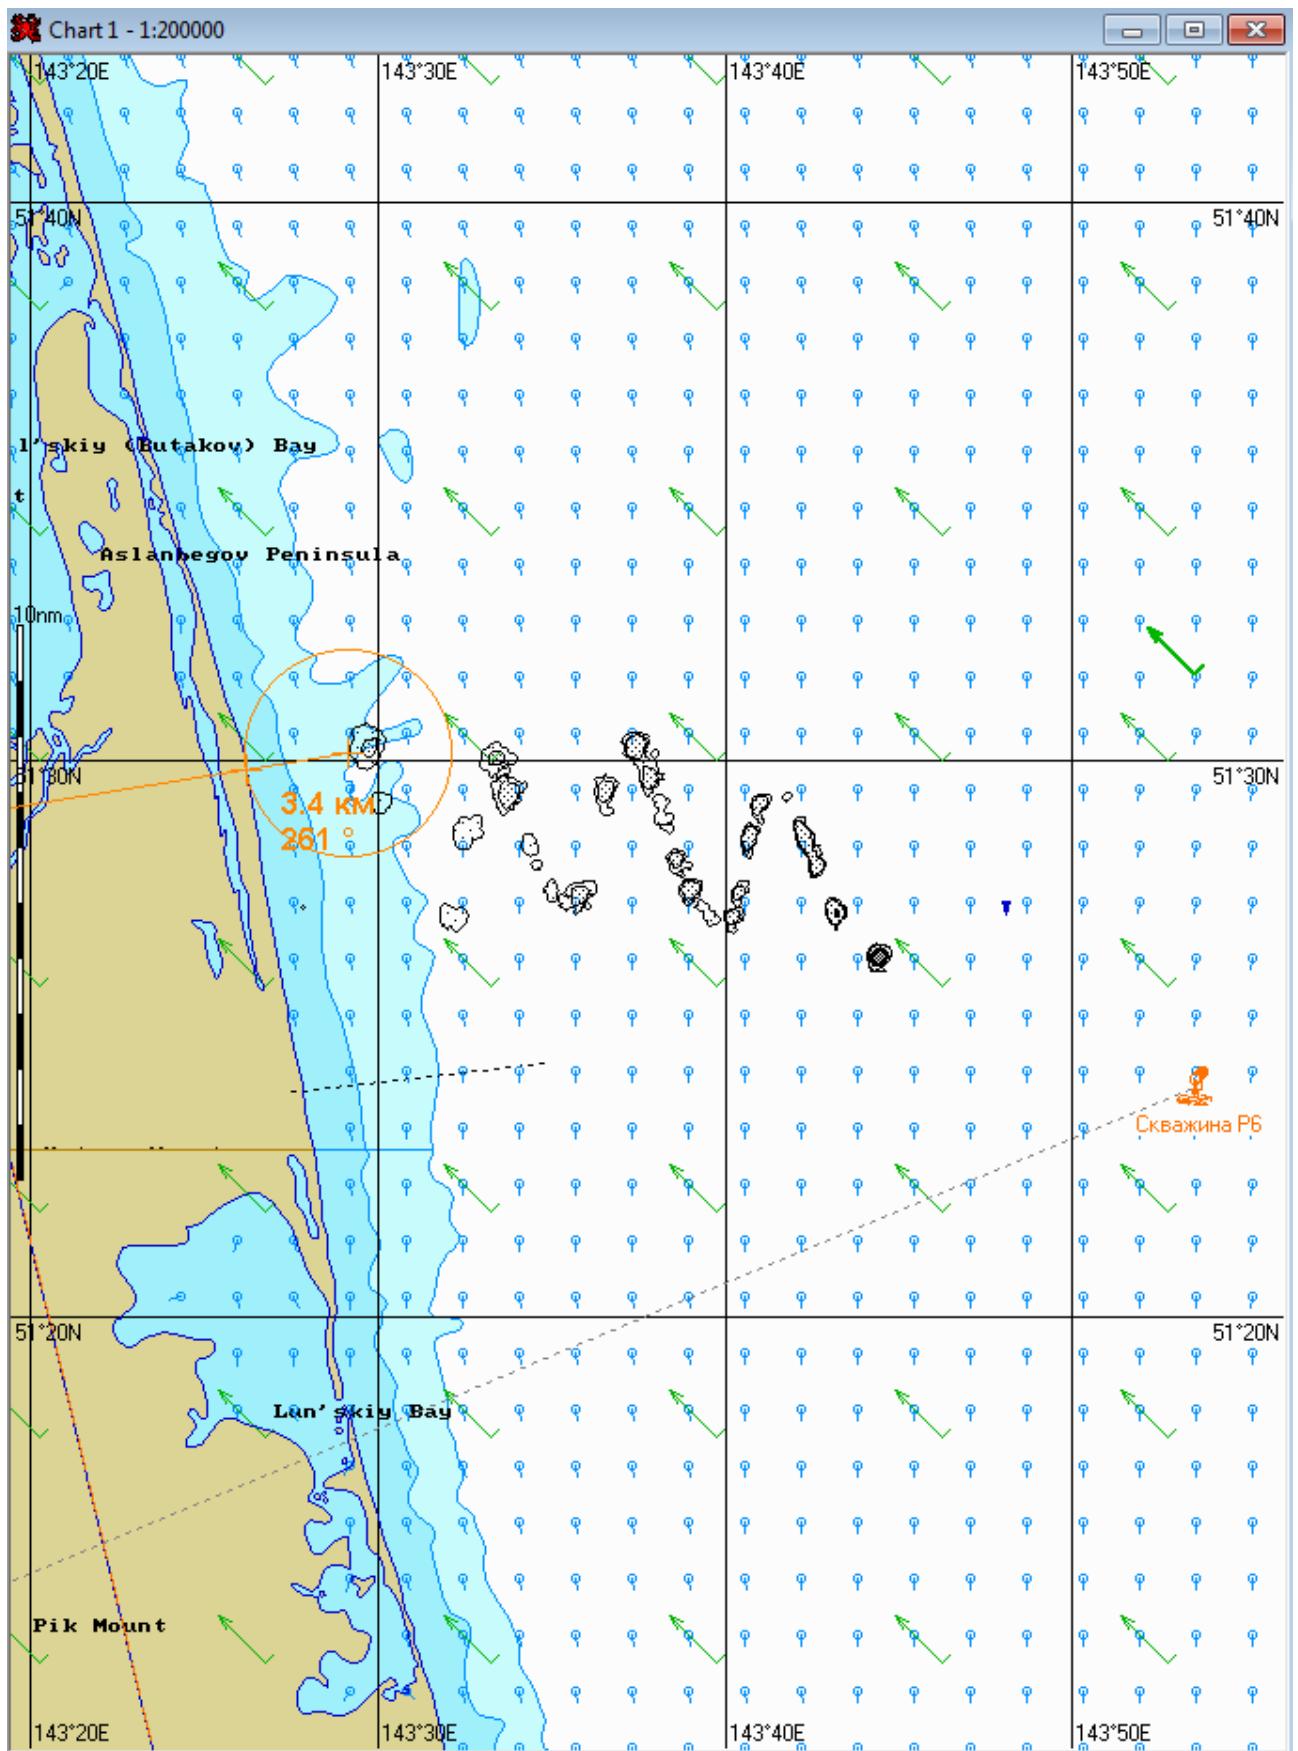 Chart 1 - 1:200000
143°20E 143°30E 143°40E 143°50E
51°40N 51°40N
l'skiy (Butakov) Bay
t
Aslanbegov Peninsula
10nm
51°30N 51°30N
3.4 км
261 °
Скважина Р6
51°20N 51°20N
Lun'skiy Bay
Pik Mount
143°20E 143°30E 143°40E 143°50E